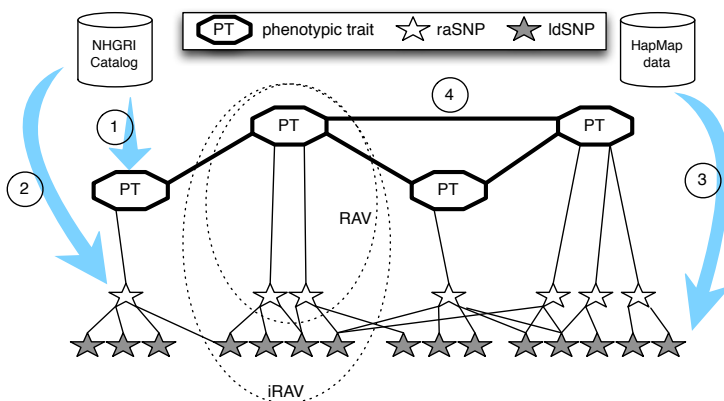 NHGRI
Catalog
PT phenotypic trait raSNP ldSNP
HapMap
data
1
4
PT
PT
2
PT
PT
3
RAV
iRAV